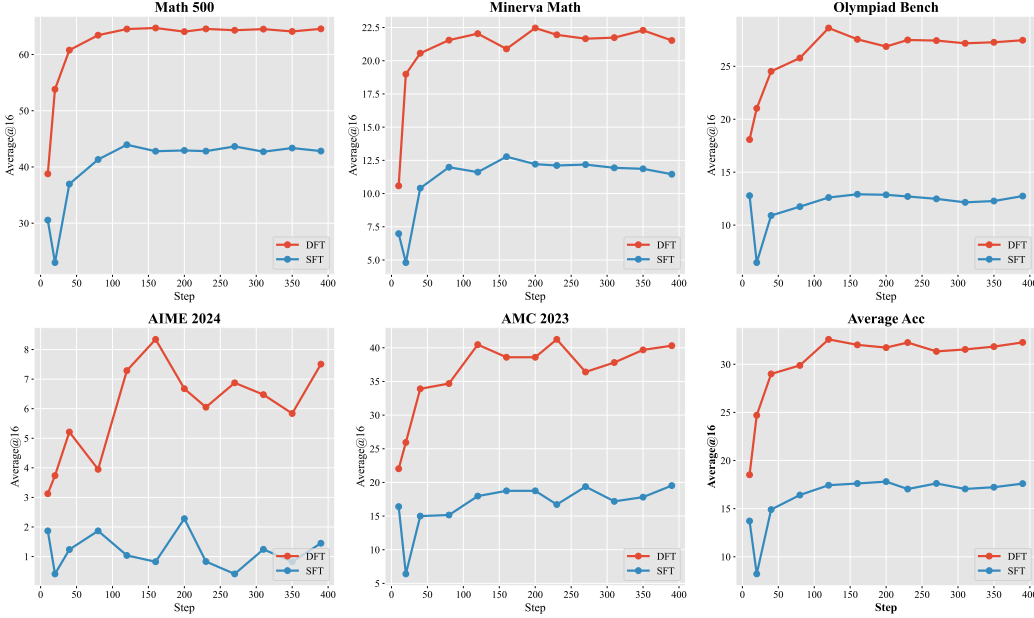 Math 500
Average@16
60
50
40
30
0 50 100 150 200 250 300 350 400
Step
DFT
SFT
Minerva Math
Average@16
22.5
20.0
17.5
15.0
12.5
10.0
7.5
5.0
0 50 100 150 200 250 300 350 400
Step
DFT
SFT
Olympiad Bench
Average@16
25
20
15
10
0 50 100 150 200 250 300 350 400
Step
DFT
SFT
AIME 2024
Average@16
8
7
6
5
4
3
2
1
0 50 100 150 200 250 300 350 400
Step
DFT
SFT
AMC 2023
Average@16
40
35
30
25
20
15
10
5
0 50 100 150 200 250 300 350 400
Step
DFT
SFT
Average Acc
Average@16
30
25
20
15
10
0 50 100 150 200 250 300 350 400
Step
DFT
SFT